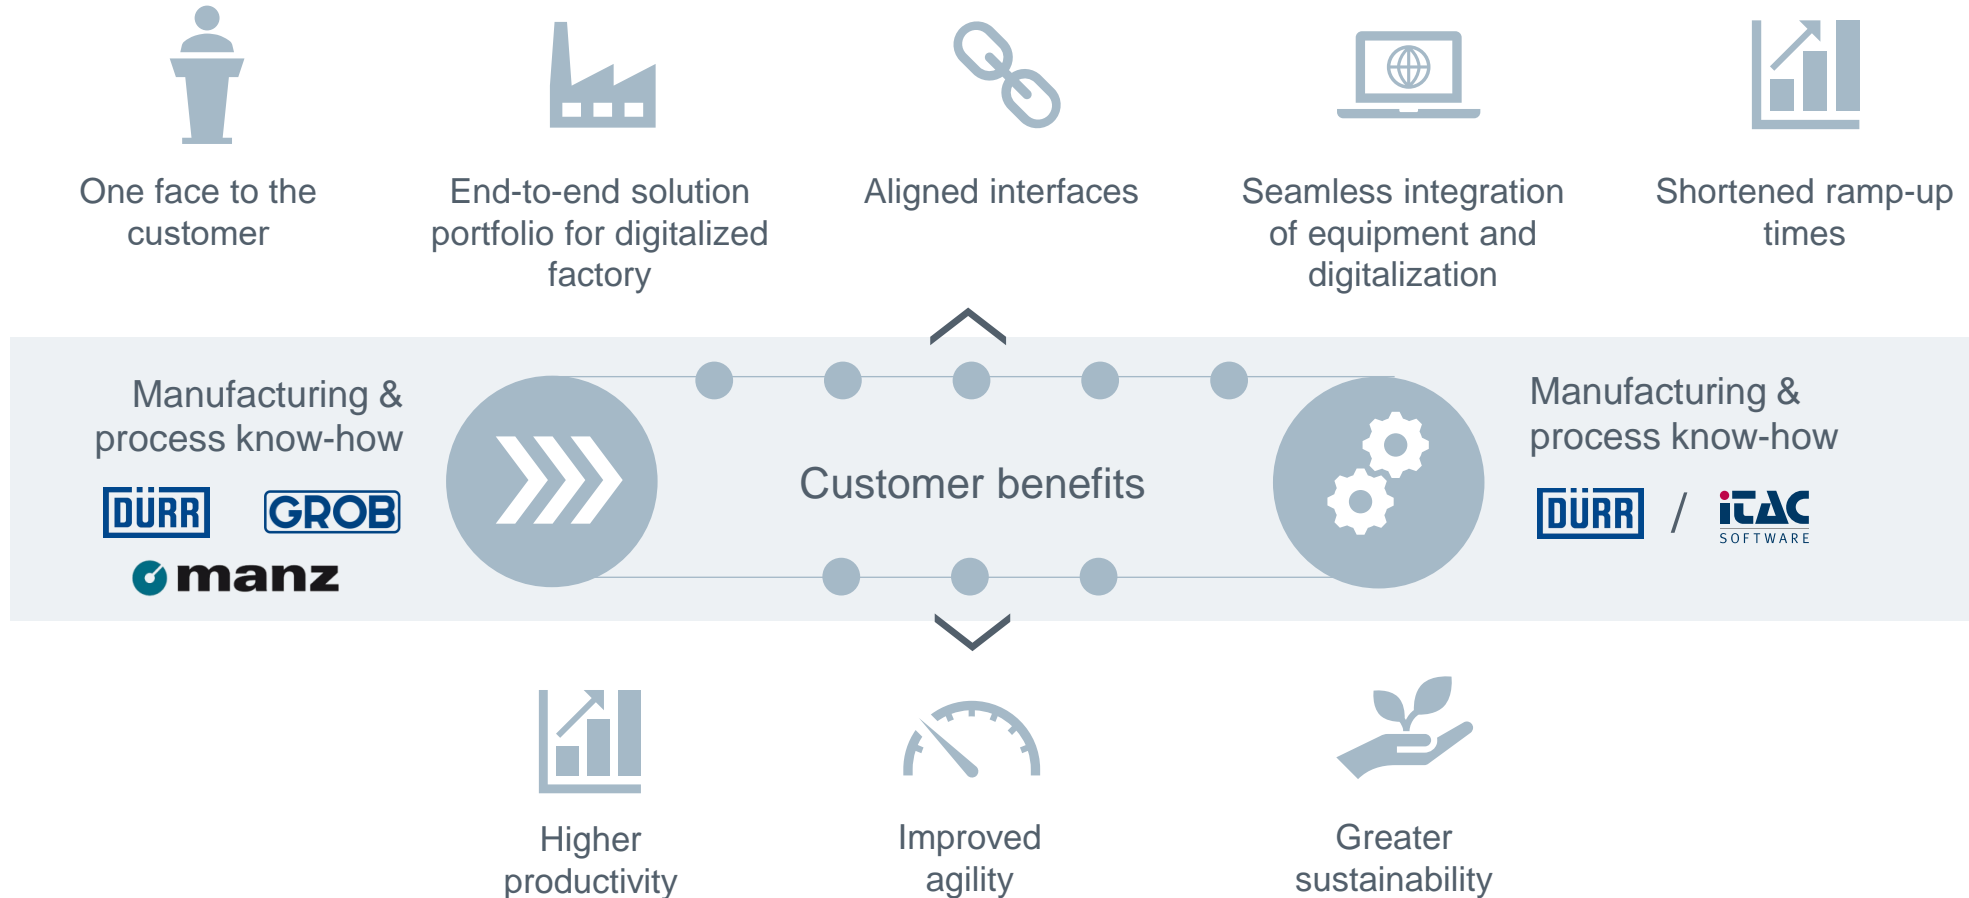 One face to the
customer
End-to-end solution
portfolio for digitalized
factory
Aligned interfaces
Seamless integration
of equipment and
digitalization
Shortened ramp-up
times
Manufacturing &
process know-how
DÜRR
GROB
manz
Customer benefits
Manufacturing &
process know-how
DÜRR / iTAC
SOFTWARE
Higher
productivity
Improved
agility
Greater
sustainability